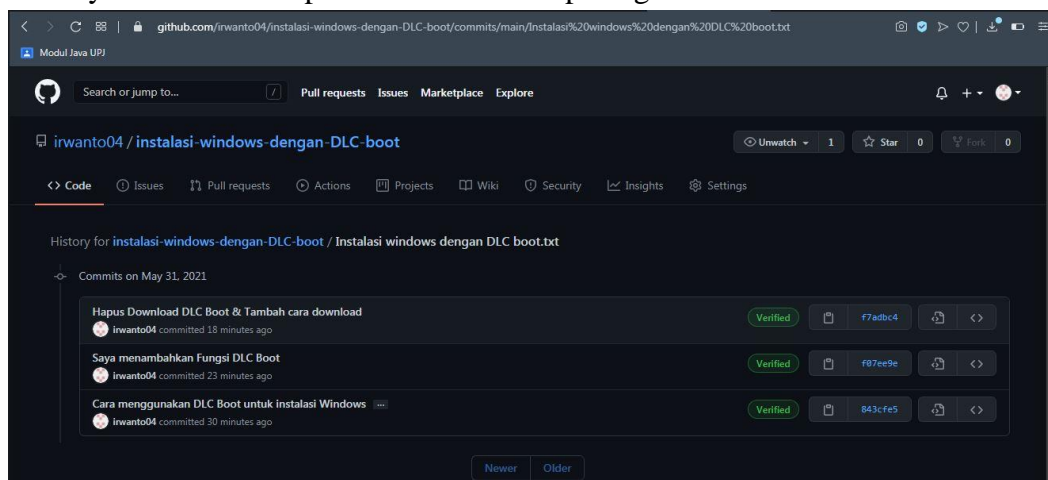 github.com/irwanto04/instalasi-windows-dengan-DLC-boot/commits/main/Instalasi%20windows%20dengan%20DLC%20boot.txt
Modul Java UPJ
Search or jump to... / Pull requests Issues Marketplace Explore
irwanto04 / instalasi-windows-dengan-DLC-boot Unwatch 1 Star 0 Fork 0
Code Issues Pull requests Actions Projects Wiki Security Insights Settings
History for instalasi-windows-dengan-DLC-boot / Instalasi windows dengan DLC boot.txt
Commits on May 31, 2021
Hapus Download DLC Boot & Tambah cara download
irwanto04 committed 18 minutes ago
Verified f7adbc4
Saya menambahkan Fungsi DLC Boot
irwanto04 committed 23 minutes ago
Verified f07ee9e
Cara menggunakan DLC Boot untuk instalasi Windows ...
irwanto04 committed 30 minutes ago
Verified 843cfe5
Newer Older